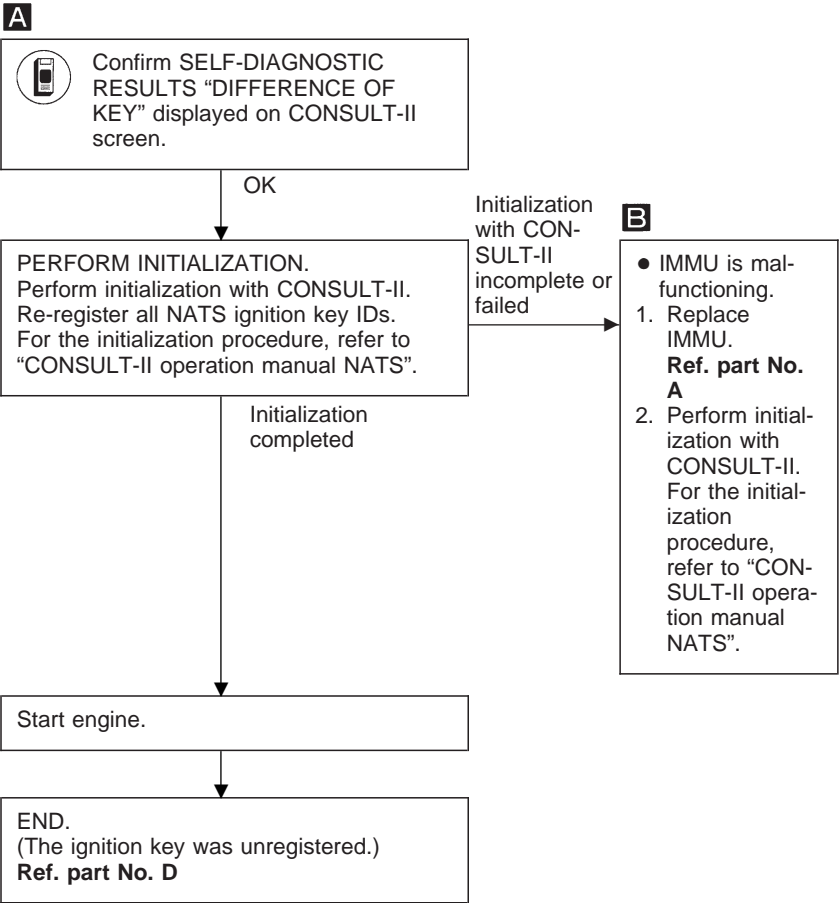 A
Confirm SELF-DIAGNOSTIC
RESULTS “DIFFERENCE OF
KEY” displayed on CONSULT-II
screen.
OK
PERFORM INITIALIZATION.
Perform initialization with CONSULT-II.
Re-register all NATS ignition key IDs.
For the initialization procedure, refer to
“CONSULT-II operation manual NATS”.
Initialization
with CON-
SULT-II
incomplete or
failed
B
● IMMU is mal-
functioning.
1. Replace
IMMU.
Ref. part No.
A
2. Perform initial-
ization with
CONSULT-II.
For the initial-
ization
procedure,
refer to “CON-
SULT-II opera-
tion manual
NATS”.
Initialization
completed
Start engine.
END.
(The ignition key was unregistered.)
Ref. part No. D